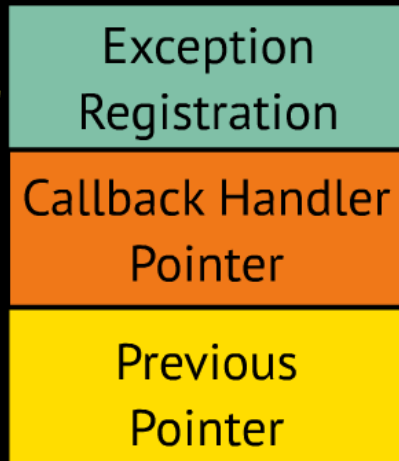 Exception
Registration
Callback Handler
Pointer
Previous
Pointer